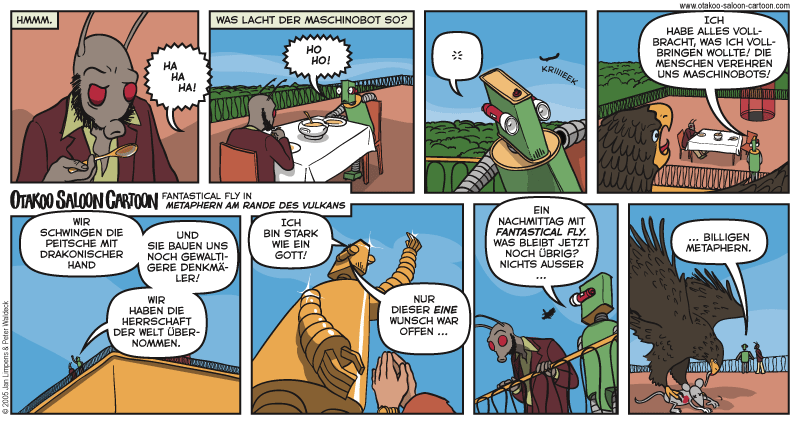 www.otakoo-saloon-cartoon.com
HMMM.
HA
HA
HA!
WAS LACHT DER MASCHINOBOT SO?
HO
HO!
KRIIIEEK
ICH
HABE ALLES VOLL-
BRACHT, WAS ICH VOLL-
BRINGEN WOLLTE! DIE
MENSCHEN VEREHREN
UNS MASCHINOBOTS!
OTAKOO SALOON CARTOON
FANTASTICAL FLY IN
METAPHERN AM RANDE DES VULKANS
WIR
SCHWINGEN DIE
PEITSCHE MIT
DRAKONISCHER
HAND
UND
SIE BAUEN UNS
NOCH GEWALTI-
GERE DENKMÄ-
LER!
WIR
HABEN DIE
HERRSCHAFT
DER WELT ÜBER-
NOMMEN.
ICH
BIN STARK
WIE EIN
GOTT!
NUR
DIESER EINE
WUNSCH WAR
OFFEN ...
EIN
NACHMITTAG MIT
FANTASTICAL FLY.
WAS BLEIBT JETZT
NOCH ÜBRIG?
NICHTS AUSSER
...
... BILLIGEN
METAPHERN.
© 2005 Jan Limpens & Peter Waldeck